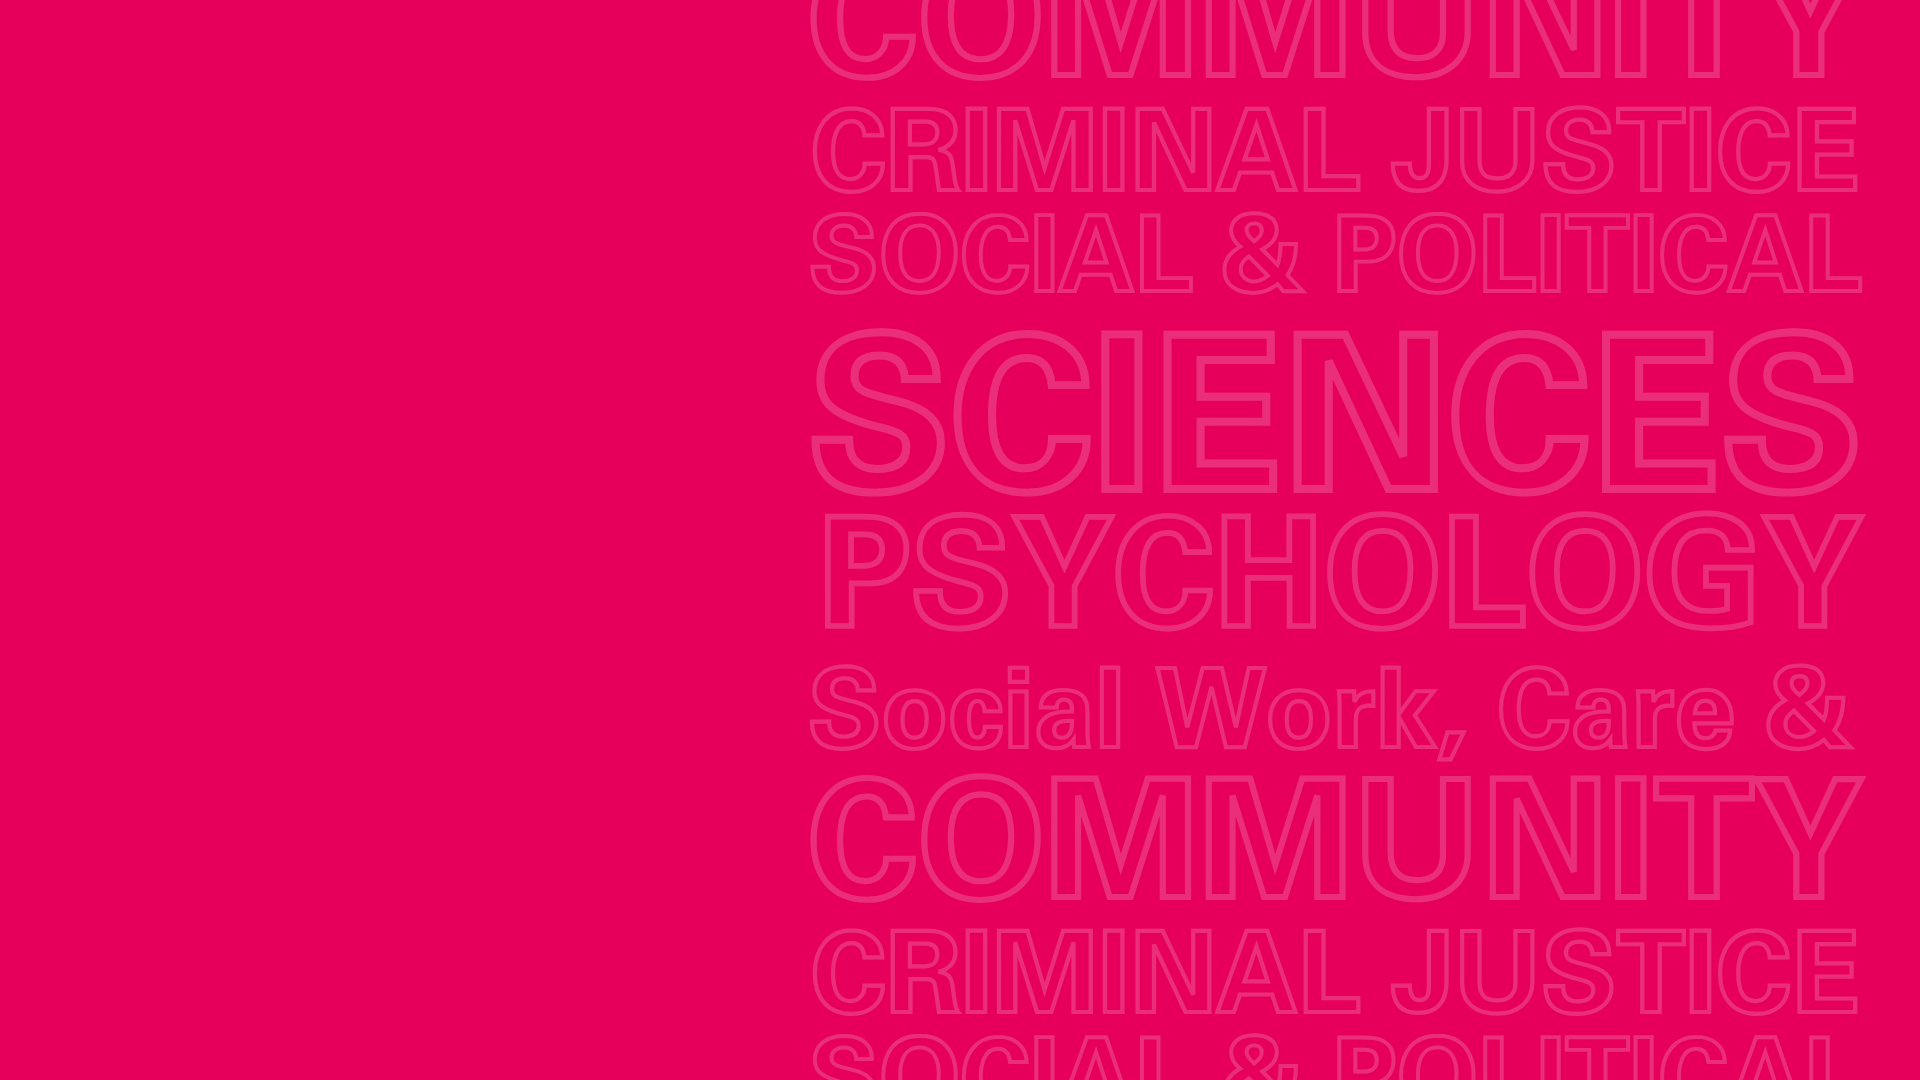 COMMUNITY
CRIMINAL JUSTICE
SOCIAL & POLITICAL
SCIENCES
PSYCHOLOGY
Social Work, Care &
COMMUNITY
CRIMINAL JUSTICE
SOCIAL & POLITICAL